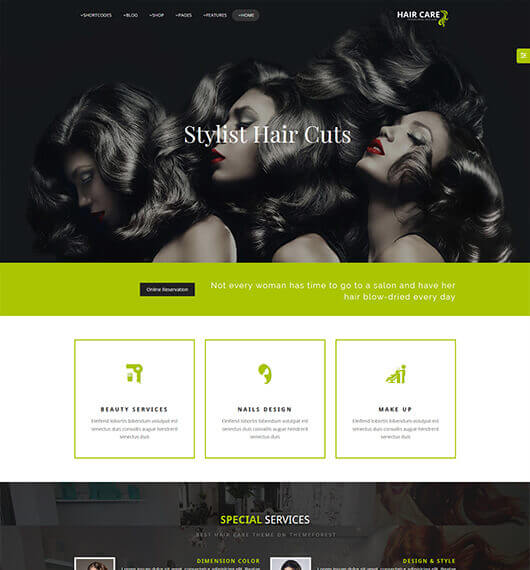 +SHORTCODES +BLOG +SHOP +PAGES +FEATURES +HOME
HAIR CARE
Stylist Hair Cuts
Online Reservation
Not every woman has time to go to a salon and have her
hair blow-dried every day
BEAUTY SERVICES
Eleifend lobortis bibendum volutpat est
senectus duis convallis augue hendrerit
senectus duis
NAILS DESIGN
Eleifend lobortis bibendum volutpat est
senectus duis convallis augue hendrerit
senectus duis
MAKE UP
Eleifend lobortis bibendum volutpat est
senectus duis convallis augue hendrerit
senectus duis
SPECIAL SERVICES
BEST HAIR CARE THEME ON THEMEFOREST
DIMENSION COLOR
DESIGN & STYLE